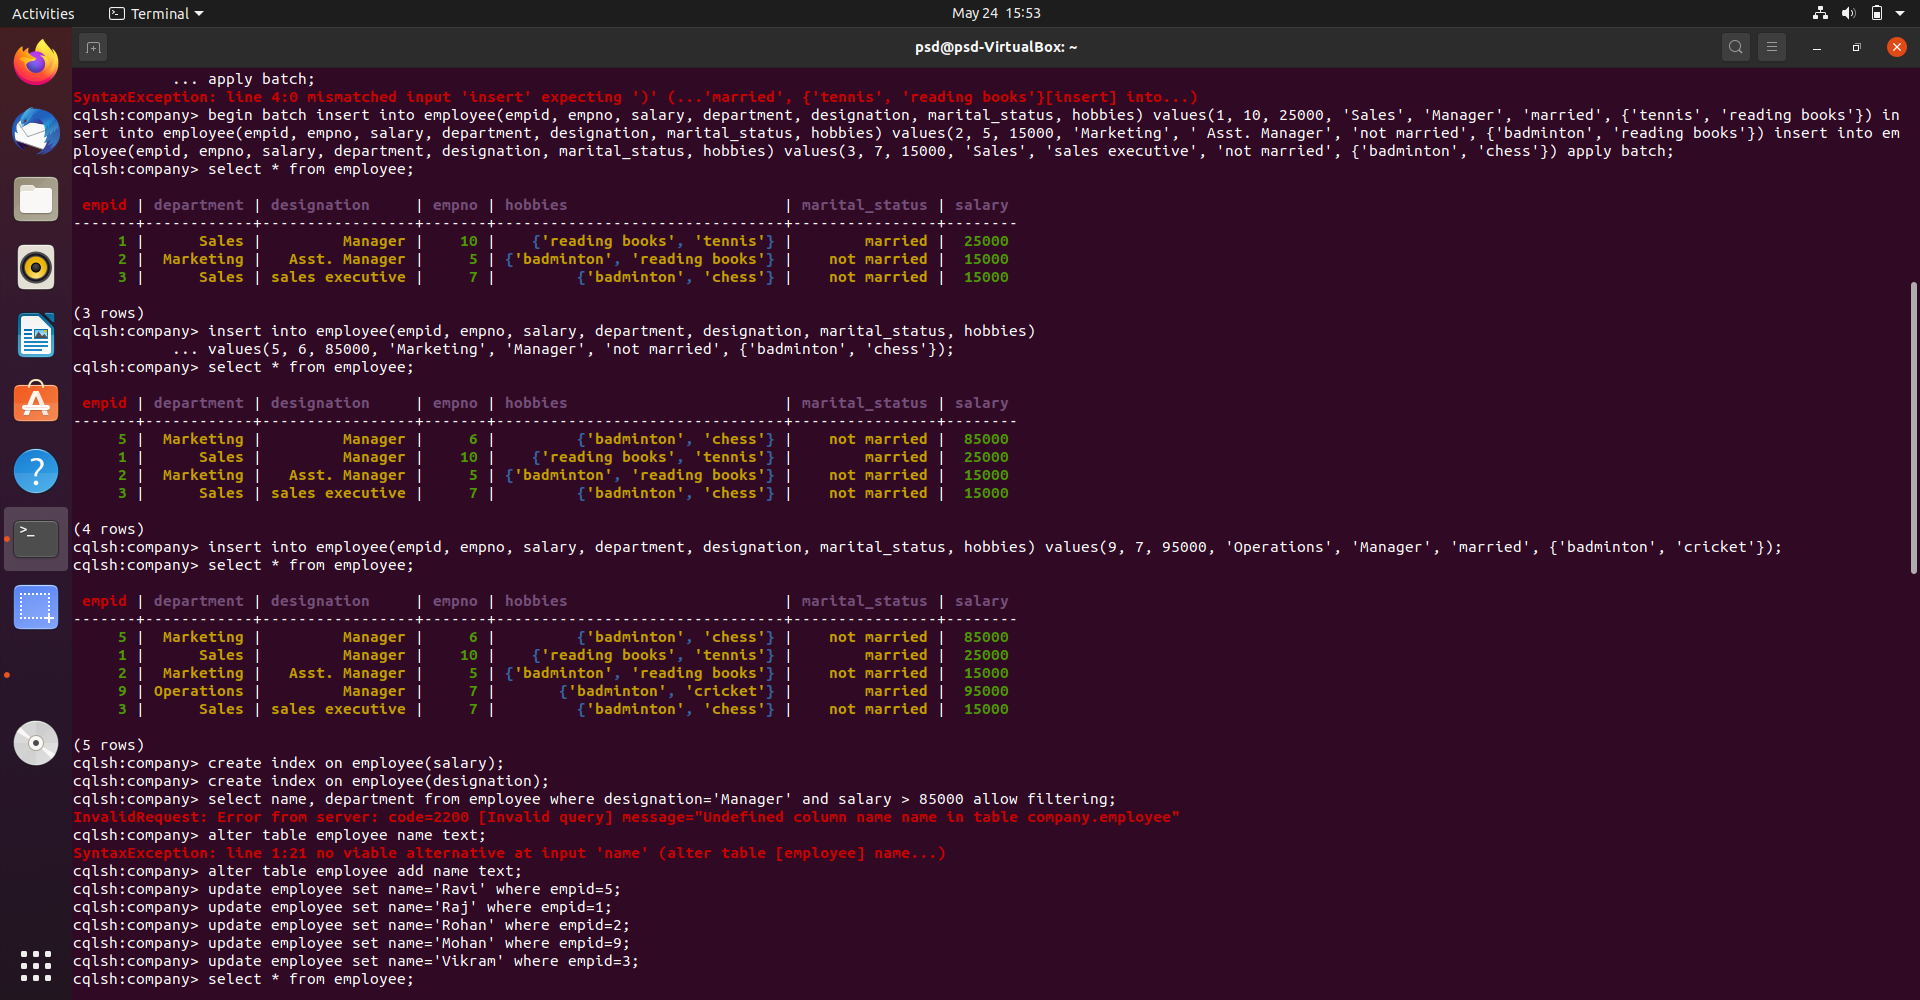 Activities
Terminal
May 24 15:53
psd@psd-VirtualBox: ~
... apply batch;
SyntaxException: line 4:0 mismatched input 'insert' expecting ')' (...'married', {'tennis', 'reading books'}[insert] into...)
cqlsh:company> begin batch insert into employee(empid, empno, salary, department, designation, marital_status, hobbies) values(1, 10, 25000, 'Sales', 'Manager', 'married', {'tennis', 'reading books'}) in
sert into employee(empid, empno, salary, department, designation, marital_status, hobbies) values(2, 5, 15000, 'Marketing', ' Asst. Manager', 'not married', {'badminton', 'reading books'}) insert into em
ployee(empid, empno, salary, department, designation, marital_status, hobbies) values(3, 7, 15000, 'Sales', 'sales executive', 'not married', {'badminton', 'chess'}) apply batch;
cqlsh:company> select * from employee;
empid | department | designation | empno | hobbies | marital_status | salary
-------+------------+-----------------+-------+--------------------------------+----------------+--------
1 | Sales | Manager | 10 | {'reading books', 'tennis'} | married | 25000
2 | Marketing | Asst. Manager | 5 | {'badminton', 'reading books'} | not married | 15000
3 | Sales | sales executive | 7 | {'badminton', 'chess'} | not married | 15000
(3 rows)
cqlsh:company> insert into employee(empid, empno, salary, department, designation, marital_status, hobbies)
... values(5, 6, 85000, 'Marketing', 'Manager', 'not married', {'badminton', 'chess'});
cqlsh:company> select * from employee;
empid | department | designation | empno | hobbies | marital_status | salary
-------+------------+-----------------+-------+--------------------------------+----------------+--------
5 | Marketing | Manager | 6 | {'badminton', 'chess'} | not married | 85000
1 | Sales | Manager | 10 | {'reading books', 'tennis'} | married | 25000
2 | Marketing | Asst. Manager | 5 | {'badminton', 'reading books'} | not married | 15000
3 | Sales | sales executive | 7 | {'badminton', 'chess'} | not married | 15000
(4 rows)
cqlsh:company> insert into employee(empid, empno, salary, department, designation, marital_status, hobbies) values(9, 7, 95000, 'Operations', 'Manager', 'married', {'badminton', 'cricket'});
cqlsh:company> select * from employee;
empid | department | designation | empno | hobbies | marital_status | salary
-------+------------+-----------------+-------+--------------------------------+----------------+--------
5 | Marketing | Manager | 6 | {'badminton', 'chess'} | not married | 85000
1 | Sales | Manager | 10 | {'reading books', 'tennis'} | married | 25000
2 | Marketing | Asst. Manager | 5 | {'badminton', 'reading books'} | not married | 15000
9 | Operations | Manager | 7 | {'badminton', 'cricket'} | married | 95000
3 | Sales | sales executive | 7 | {'badminton', 'chess'} | not married | 15000
(5 rows)
cqlsh:company> create index on employee(salary);
cqlsh:company> create index on employee(designation);
cqlsh:company> select name, department from employee where designation='Manager' and salary > 85000 allow filtering;
InvalidRequest: Error from server: code=2200 [Invalid query] message="Undefined column name name in table company.employee"
cqlsh:company> alter table employee name text;
SyntaxException: line 1:21 no viable alternative at input 'name' (alter table [employee] name...)
cqlsh:company> alter table employee add name text;
cqlsh:company> update employee set name='Ravi' where empid=5;
cqlsh:company> update employee set name='Raj' where empid=1;
cqlsh:company> update employee set name='Rohan' where empid=2;
cqlsh:company> update employee set name='Mohan' where empid=9;
cqlsh:company> update employee set name='Vikram' where empid=3;
cqlsh:company> select * from employee;